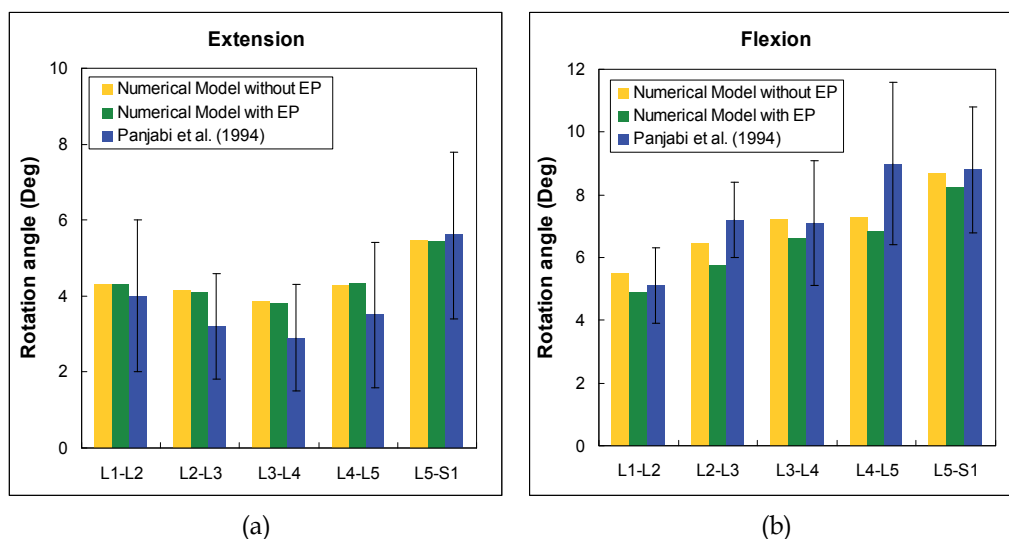 Extension
10
8
6
4
2
0
Rotation angle (Deg)
Numerical Model without EP
Numerical Model with EP
Panjabi et al. (1994)
L1-L2 L2-L3 L3-L4 L4-L5 L5-S1
(a)
Flexion
12
10
8
6
4
2
0
Rotation angle (Deg)
Numerical Model without EP
Numerical Model with EP
Panjabi et al. (1994)
L1-L2 L2-L3 L3-L4 L4-L5 L5-S1
(b)